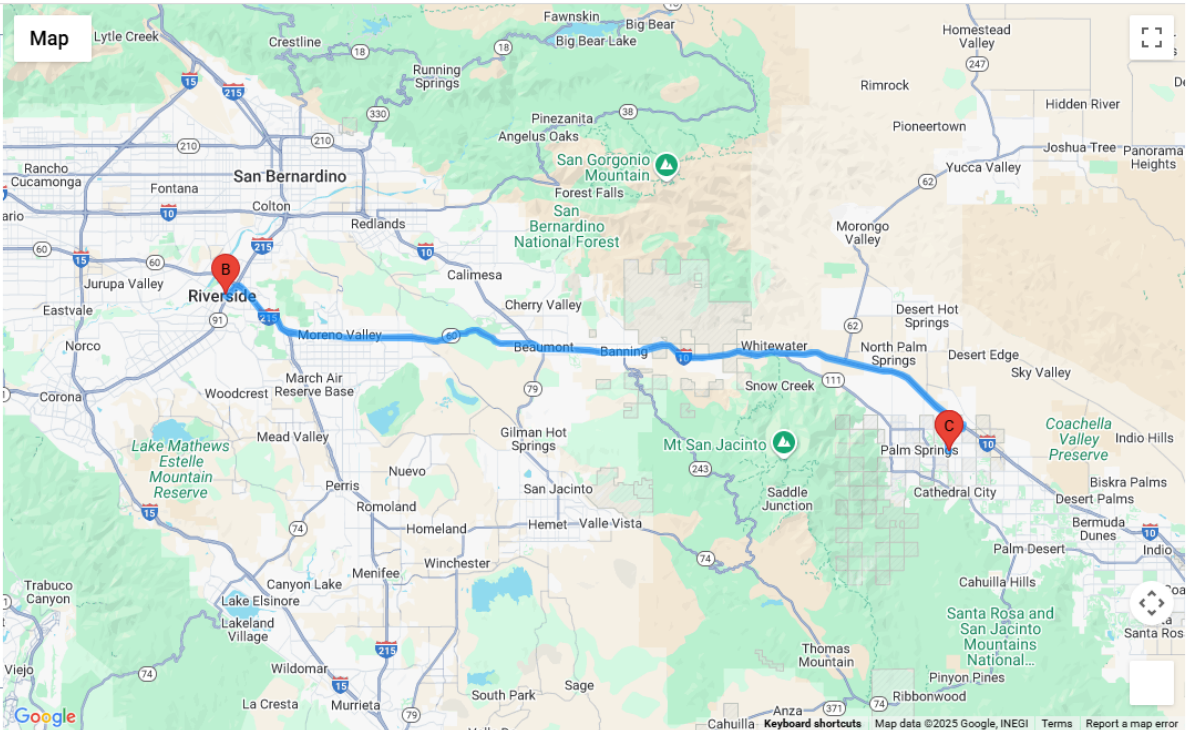 Map
Lytle Creek
Crestline
Fawnskin
Big Bear
Big Bear Lake
Homestead
Valley
18
18
247
15
215
Running
Springs
Rimrock
Hidden River
330
Pinezanita
38
Angelus Oaks
Pioneertown
210
210
San Gorgonio
Mountain
Joshua Tree
Panorama
Heights
Yucca Valley
Rancho
Cucamonga
San Bernardino
Fontana
Forest Falls
62
10
Colton
Redlands
San
Bernardino
National Forest
Morongo
Valley
ario
60
15
60
215
10
B
Jurupa Valley
Calimesa
Riverside
Eastvale
91
215
Cherry Valley
Desert Hot
Springs
62
Norco
Moreno Valley
60
Beaumont
Banning
10
Whitewater
North Palm
Springs
Desert Edge
Sky Valley
March Air
Reserve Base
Woodcrest
Corona
79
Snow Creek
111
C
Lake Mathews
Estelle
Mountain
Reserve
Mead Valley
Gilman Hot
Springs
Mt San Jacinto
Palm Springs
10
Coachella
Valley
Preserve
Indio Hills
Nuevo
243
Perris
San Jacinto
Saddle
Junction
Cathedral City
Biskra Palms
Desert Palms
15
Romoland
74
Homeland
Hemet
Valle Vista
Bermuda
Dunes
10
74
Palm Desert
Indio
Trabuco
Canyon
Canyon Lake
Menifee
Winchester
Cahuilla Hills
Lake Elsinore
Lakeland
Village
Santa Rosa and
San Jacinto
Mountains
National...
Santa Ros
215
Viejo
74
Wildomar
Thomas
Mountain
Pinyon Pines
15
South Park
Sage
Ribbonwood
La Cresta
Murrieta
79
Anza
371
74
Google
Cahuilla
Keyboard shortcuts
Map data ©2025 Google, INEGI
Terms
Report a map error